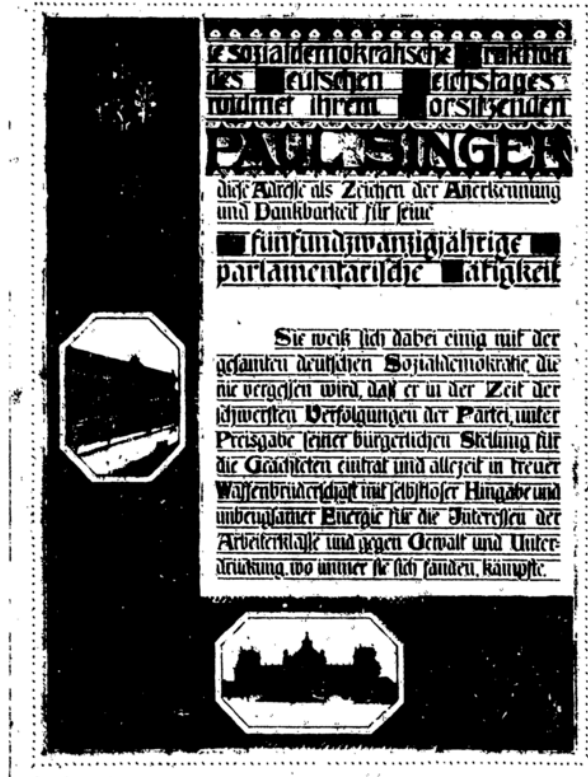 ie sozialdemokratische raktion
des eutschen eichstages
widmet ihrem orsitzenden
PAUL SINGER
diese Adresse als Zeichen der Anerkennung
und Dankbarkeit für seine
fünfundzwanzigjährige
parlamentarische ätigkeit
Sie weiß sich dabei einig mit der
gesamten deutschen Sozialdemokratie, die
nie vergessen wird, daß er in der Zeit der
schwersten Verfolgungen der Partei, unter
Preisgabe seiner bürgerlichen Stellung für
die Geächteten eintrat und allezeit in treuer
Waffenbrüderschaft mit selbstloser Hingabe und
unbeugsamer Energie für die Interessen der
Arbeiterklasse und gegen Gewalt und Unter-
drückung, wo immer sie sich fanden, kämpfte.